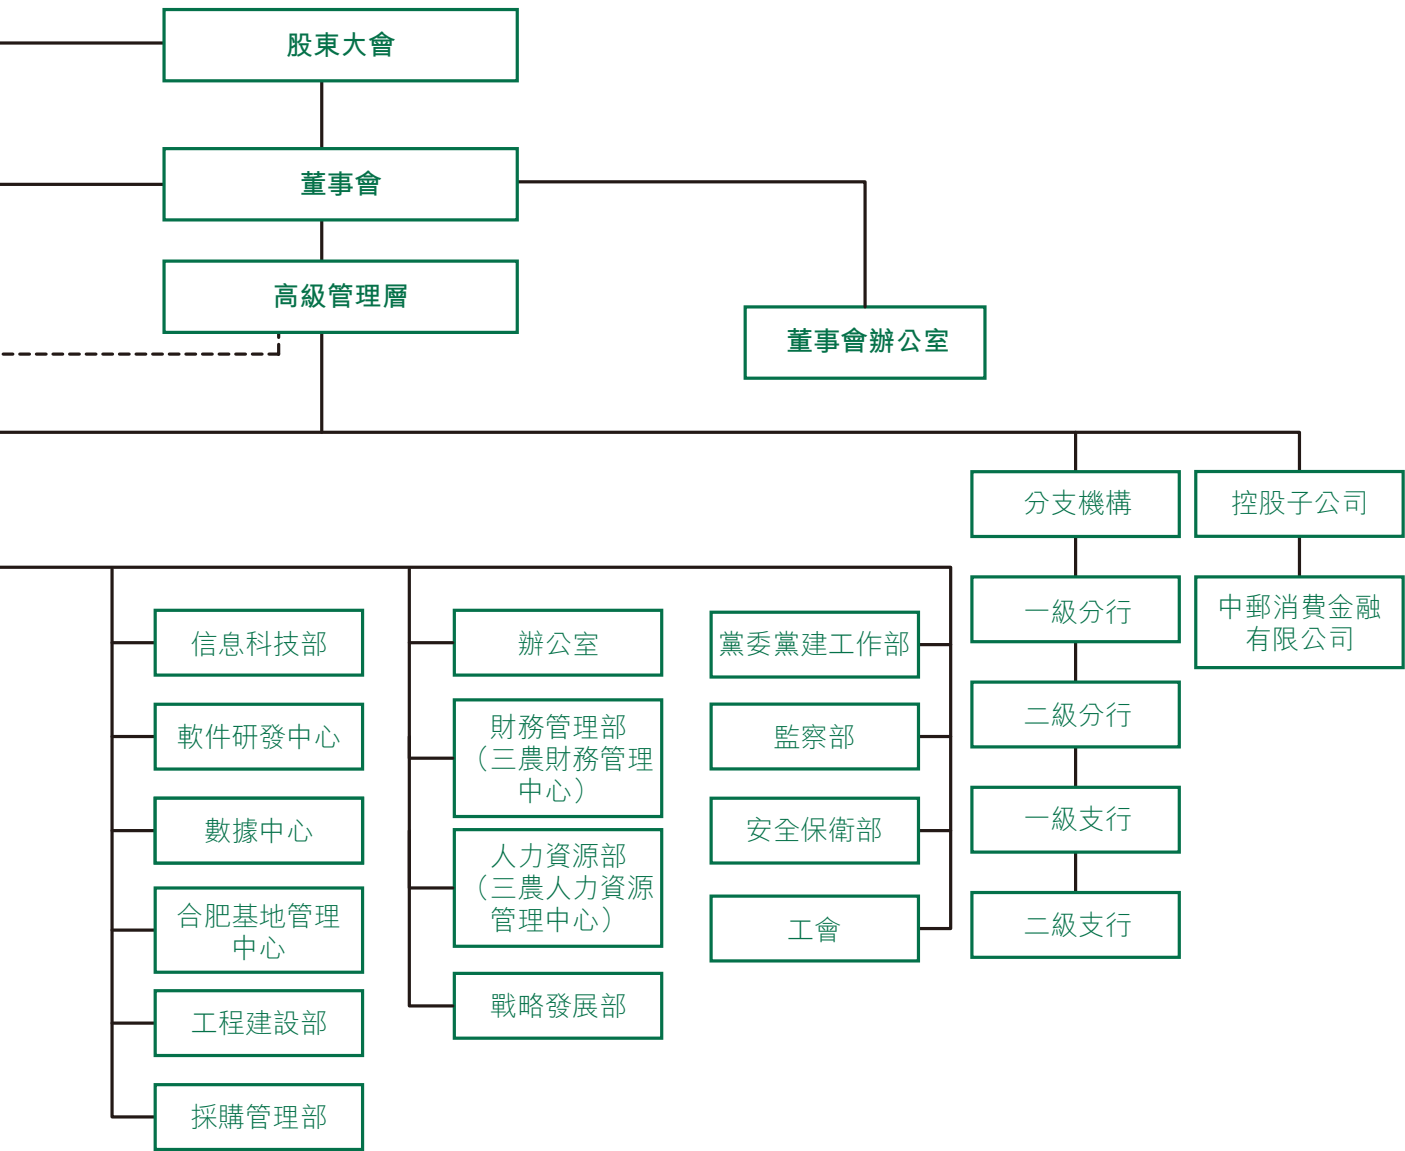 股東大會
董事會
高級管理層
董事會辦公室
分支機構
控股子公司
一級分行
中郵消費金融
有限公司
二級分行
一級支行
二級支行
信息科技部
軟件研發中心
數據中心
合肥基地管理
中心
工程建設部
採購管理部
辦公室
財務管理部
（三農財務管理
中心）
人力資源部
（三農人力資源
管理中心）
戰略發展部
黨委黨建工作部
監察部
安全保衛部
工會